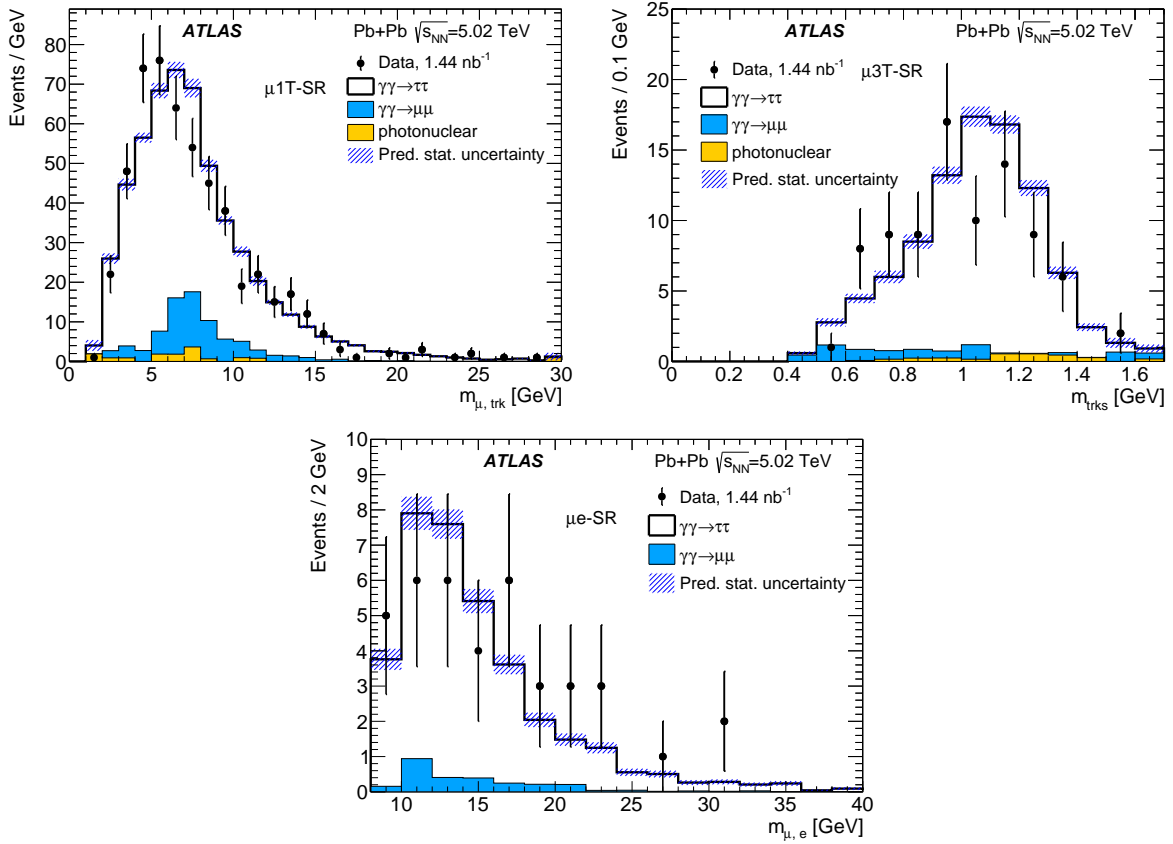 ATLAS Pb+Pb √s_NN=5.02 TeV
Events / GeV
80
70
60
50
40
30
20
10
0
μ1T-SR
Data, 1.44 nb⁻¹
γγ→ττ
γγ→μμ
photonuclear
Pred. stat. uncertainty
0 5 10 15 20 25 30
m_μ, trk [GeV]
ATLAS Pb+Pb √s_NN=5.02 TeV
Events / 0.1 GeV
25
20
15
10
5
0
μ3T-SR
Data, 1.44 nb⁻¹
γγ→ττ
γγ→μμ
photonuclear
Pred. stat. uncertainty
0 0.2 0.4 0.6 0.8 1 1.2 1.4 1.6
m_trks [GeV]
ATLAS Pb+Pb √s_NN=5.02 TeV
Events / 2 GeV
10
9
8
7
6
5
4
3
2
1
0
μe-SR
Data, 1.44 nb⁻¹
γγ→ττ
γγ→μμ
Pred. stat. uncertainty
10 15 20 25 30 35 40
m_μ, e [GeV]